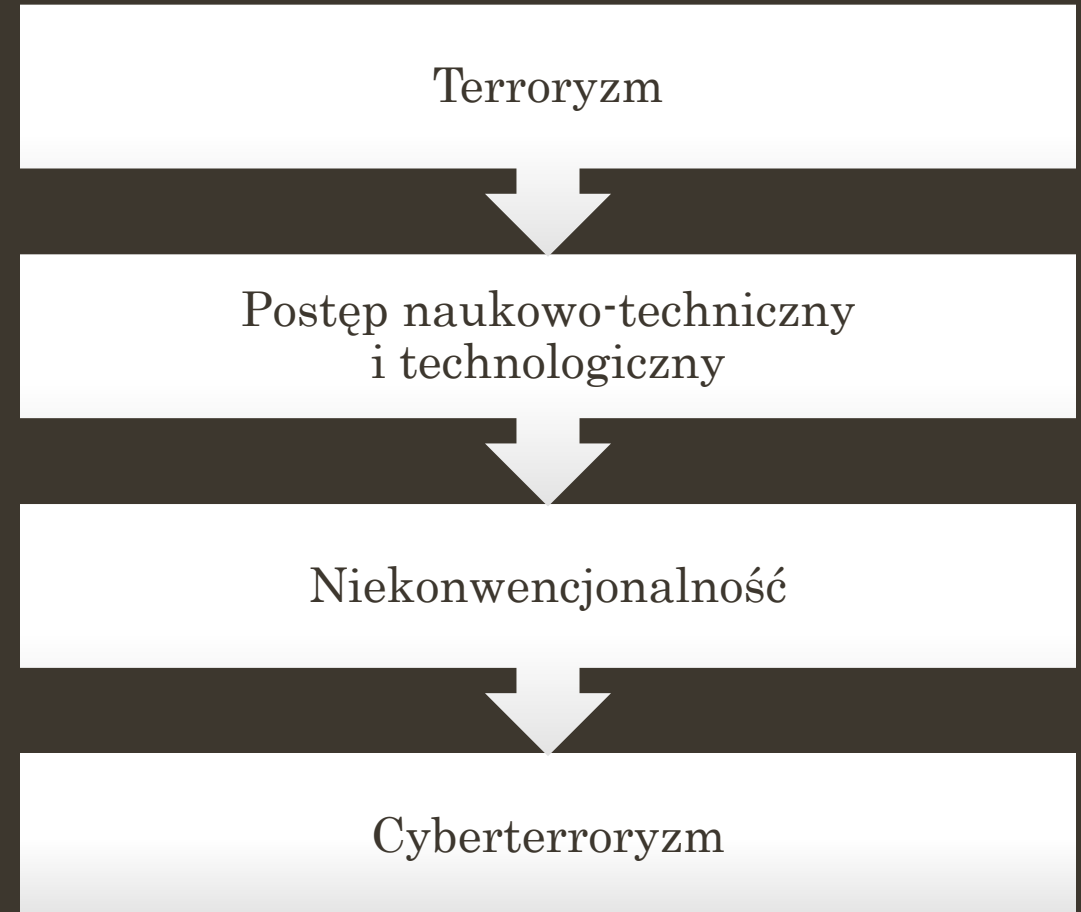 Terroryzm
Postęp naukowo-techniczny
i technologiczny
Niekonwencjonalność
Cyberterroryzm